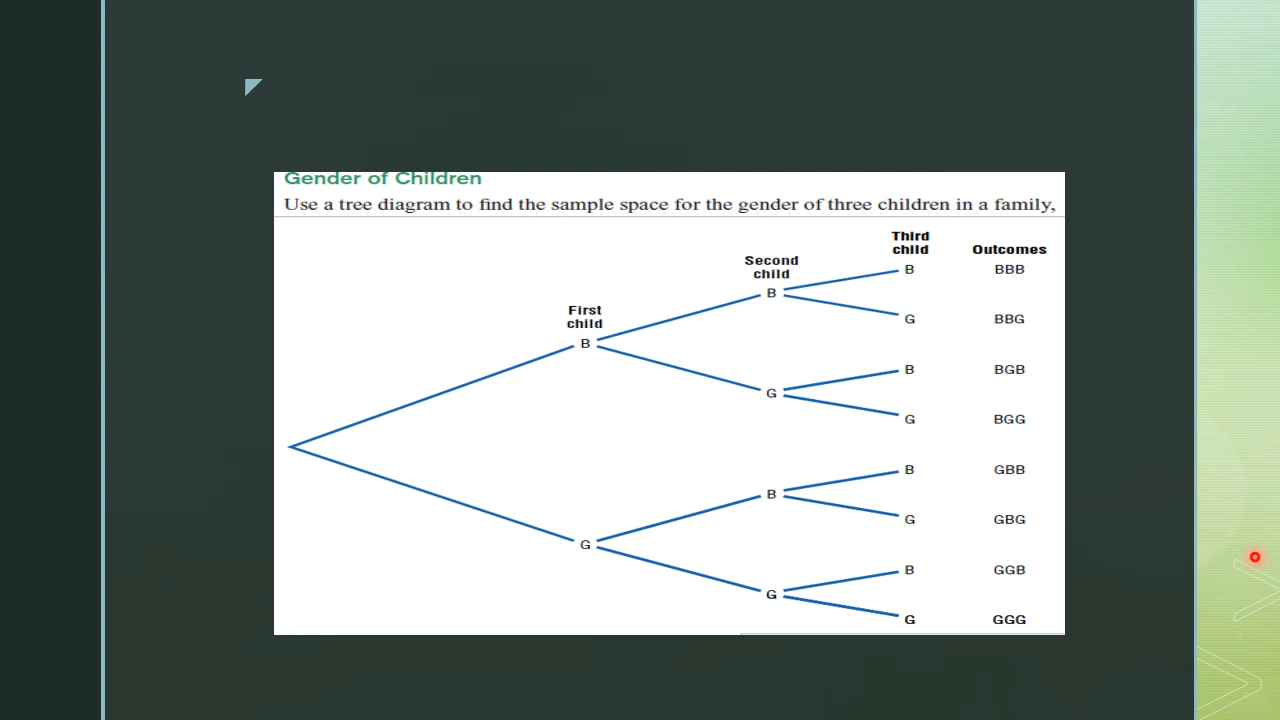 Gender of Children
Use a tree diagram to find the sample space for the gender of three children in a family,
Third
child
Outcomes
Second
child
B
BBB
B
First
child
G
BBG
B
B
BGB
G
G
BGG
B
GBB
B
G
GBG
G
B
GGB
G
G
GGG